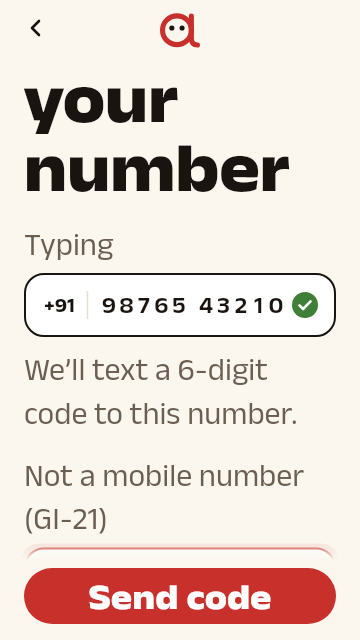 your
number
Typing
+91 98765 43210
We’ll text a 6-digit
code to this number.
Not a mobile number
(GI-21)
Send code